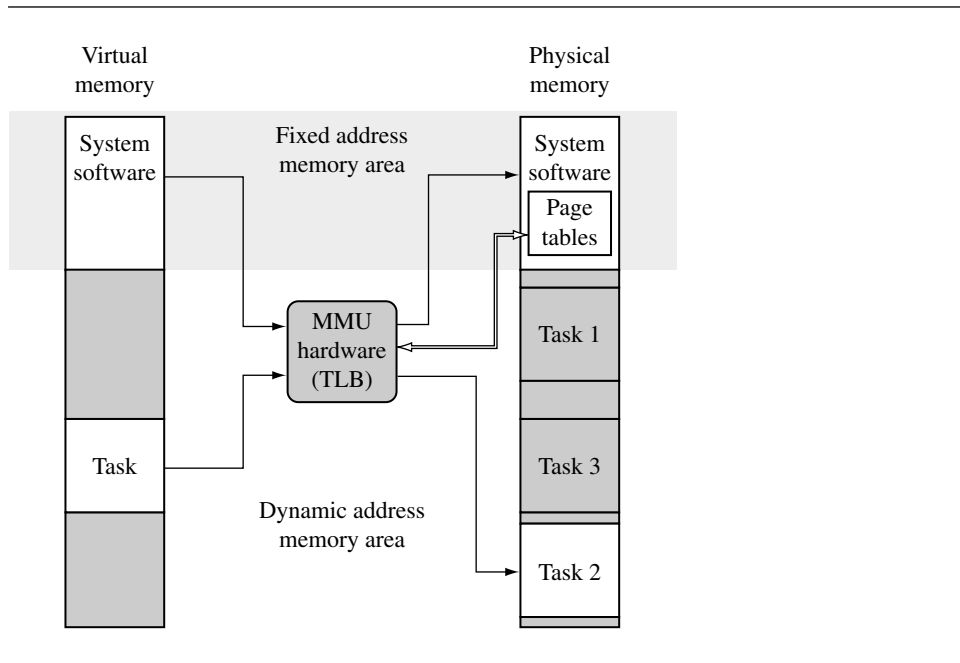 Virtual
memory
Physical
memory
System
software
Fixed address
memory area
System
software
Page
tables
MMU
hardware
(TLB)
Task 1
Task
Task 3
Dynamic address
memory area
Task 2